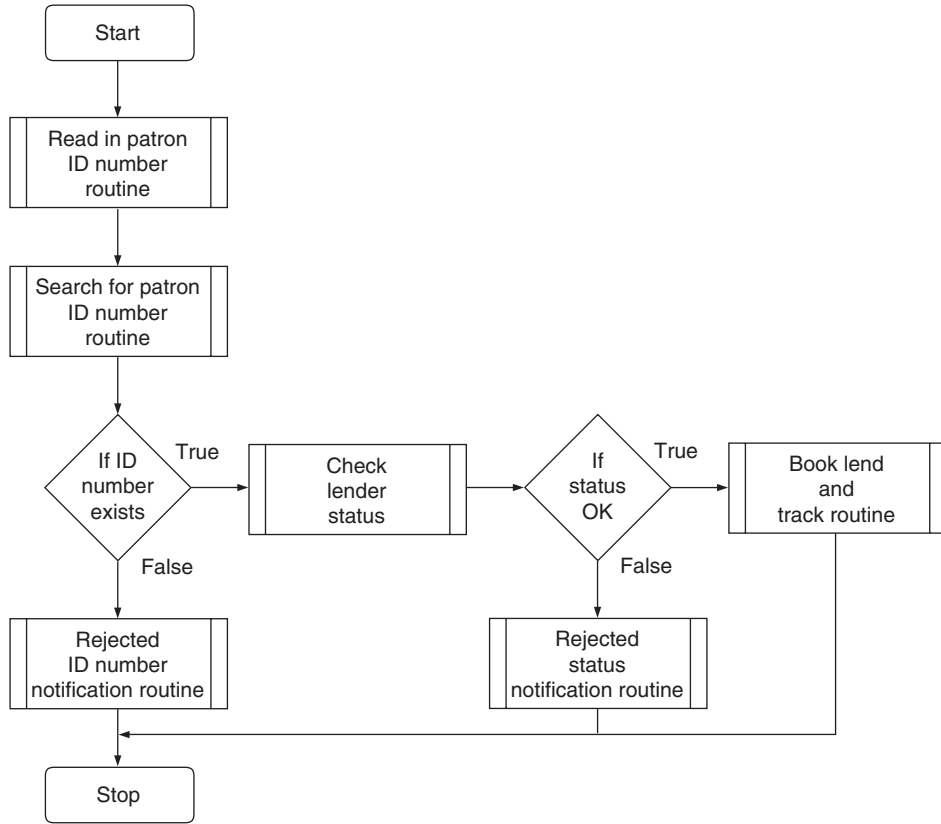 Start
Read in patron
ID number
routine
Search for patron
ID number
routine
If ID
number
exists
True
False
Check
lender
status
If
status
OK
True
False
Book lend
and
track routine
Rejected
ID number
notification routine
Rejected
status
notification routine
Stop